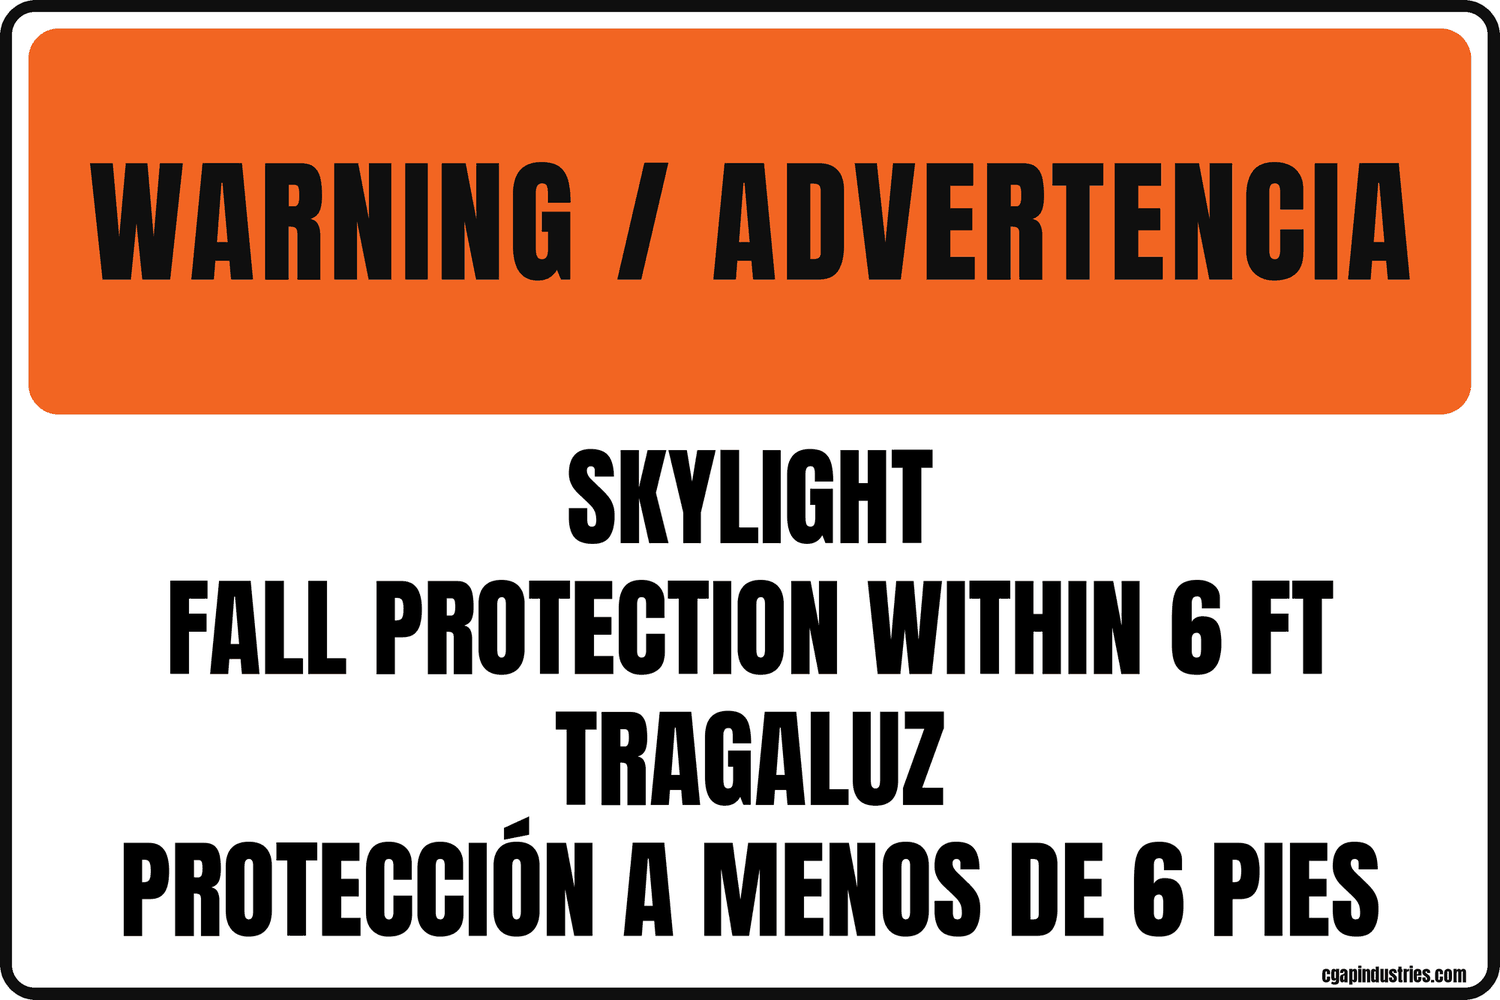 WARNING / ADVERTENCIA
SKYLIGHT
FALL PROTECTION WITHIN 6 FT
TRAGALUZ
PROTECCIÓN A MENOS DE 6 PIES
cgapindustries.com